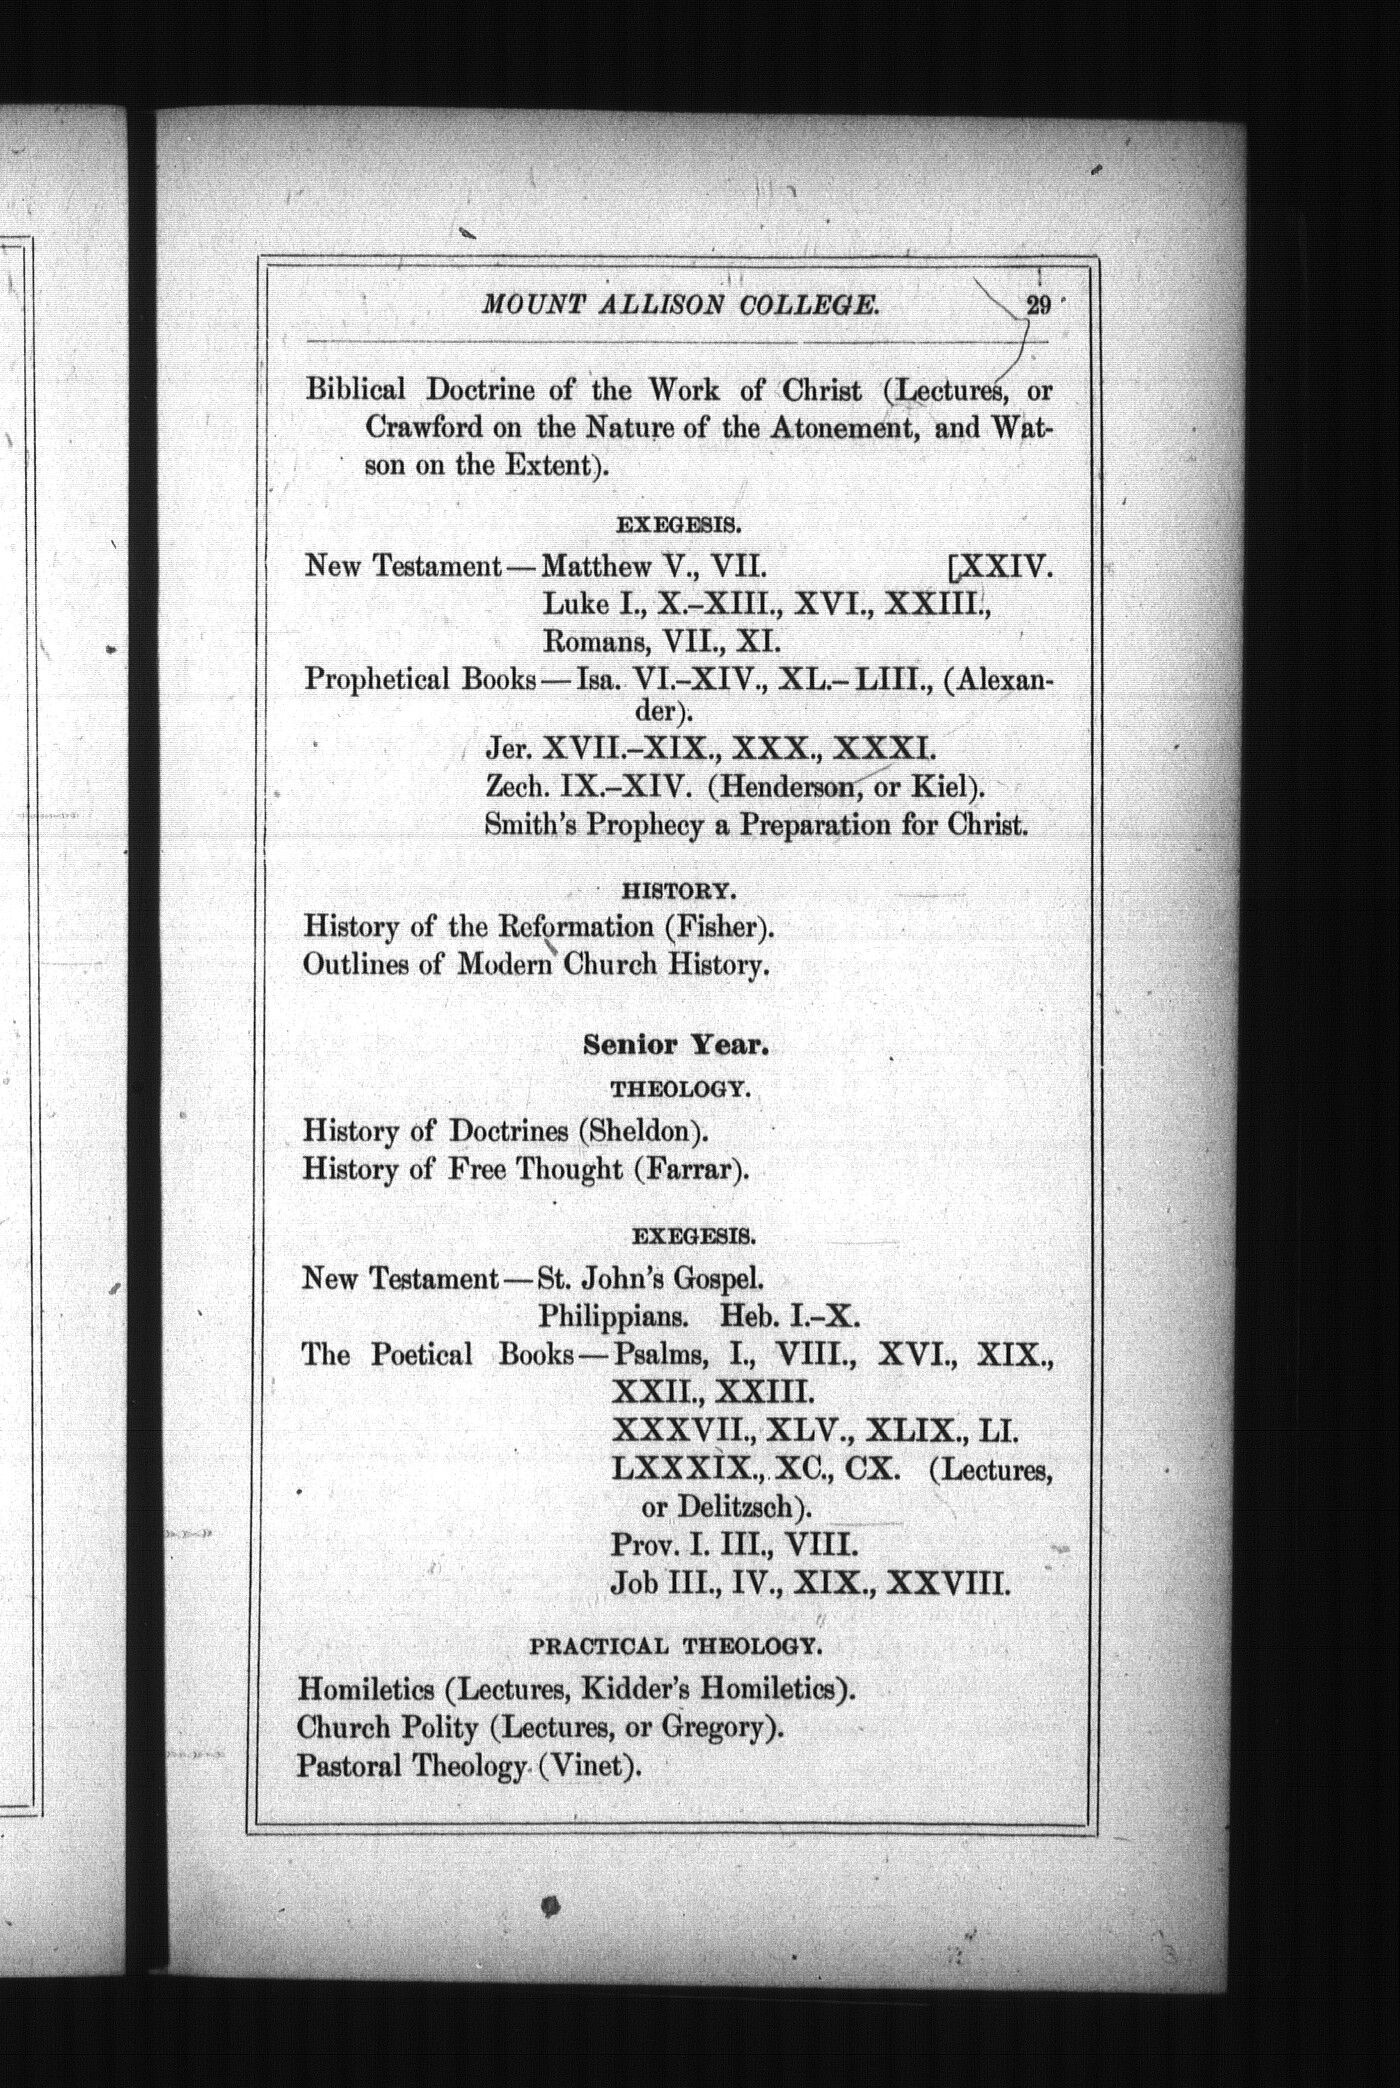 MOUNT ALLISON COLLEGE. 29
Biblical Doctrine of the Work of Christ (Lectures, or
Crawford on the Nature of the Atonement, and Wat-
son on the Extent).
EXEGESIS.
New Testament—Matthew V., VII. [XXIV.
Luke I., X.–XIII., XVI., XXIII.,
Romans, VII., XI.
Prophetical Books—Isa. VI.–XIV., XL.–LIII., (Alexan-
der).
Jer. XVII.–XIX., XXX., XXXI.
Zech. IX.–XIV. (Henderson, or Kiel).
Smith's Prophecy a Preparation for Christ.
HISTORY.
History of the Reformation (Fisher).
Outlines of Modern Church History.
Senior Year.
THEOLOGY.
History of Doctrines (Sheldon).
History of Free Thought (Farrar).
EXEGESIS.
New Testament—St. John's Gospel.
Philippians. Heb. I.–X.
The Poetical Books—Psalms, I., VIII., XVI., XIX.,
XXII., XXIII.
XXXVII., XLV., XLIX., LI.
LXXXIX., XC., CX. (Lectures,
or Delitzsch).
Prov. I. III., VIII.
Job III., IV., XIX., XXVIII.
PRACTICAL THEOLOGY.
Homiletics (Lectures, Kidder's Homiletics).
Church Polity (Lectures, or Gregory).
Pastoral Theology (Vinet).